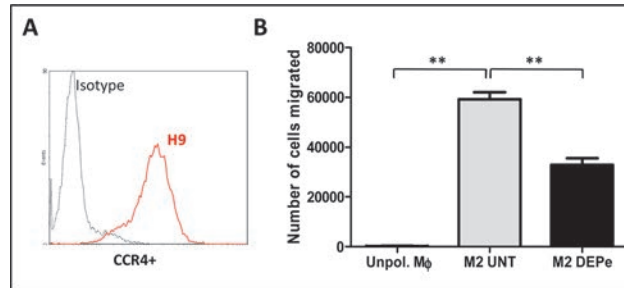 A
Isotype
H9
CCR4+
B
Number of cells migrated
80000
60000
40000
20000
0
**
**
Unpol. Mϕ
M2 UNT
M2 DEPe